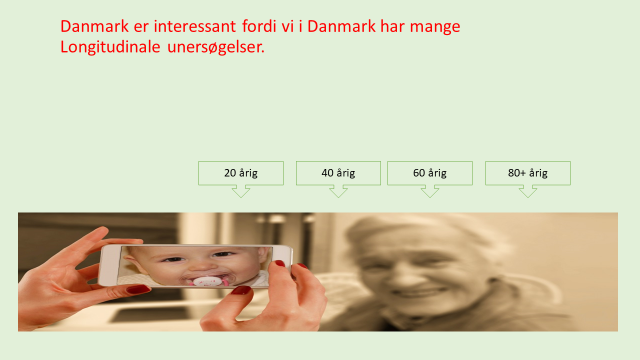 Danmark er interessant fordi vi i Danmark har mange
Longitudinale unersøgelser.
20 årig
40 årig
60 årig
80+ årig